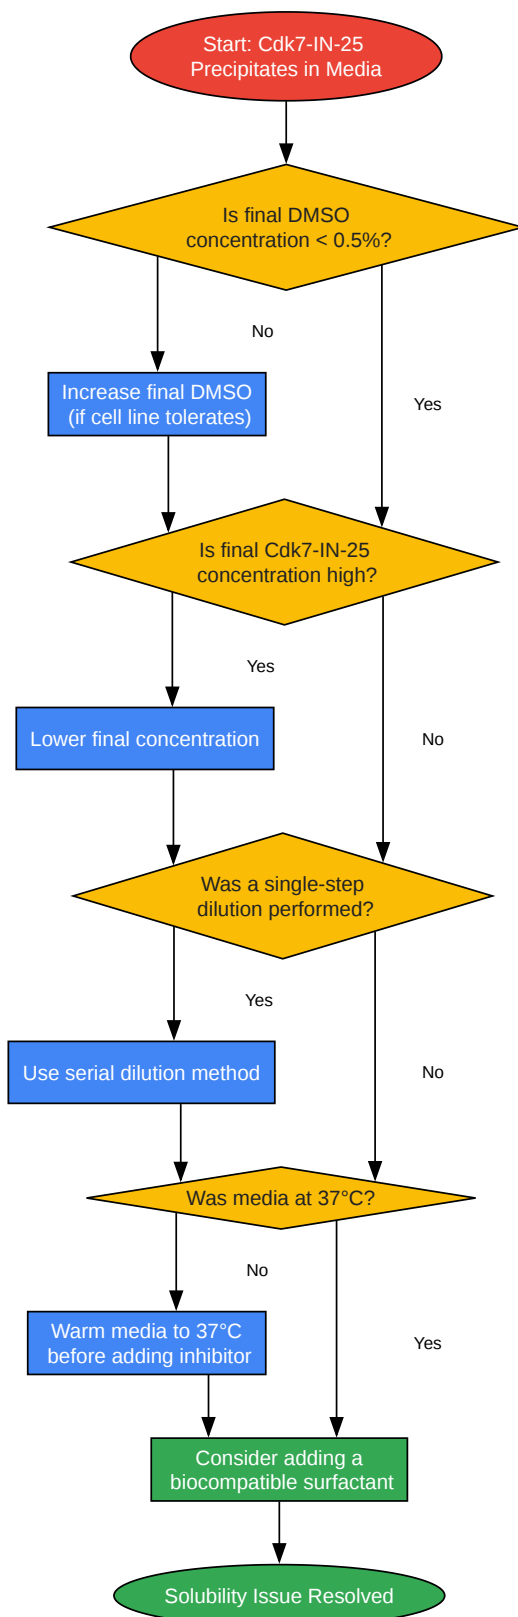 Start: Cdk7-IN-25
Precipitates in Media
Is final DMSO
concentration < 0.5%?
No
Increase final DMSO
(if cell line tolerates)
Yes
Is final Cdk7-IN-25
concentration high?
Yes
Lower final concentration
No
Was a single-step
dilution performed?
Yes
Use serial dilution method
No
Was media at 37°C?
No
Warm media to 37°C
before adding inhibitor
Yes
Consider adding a
biocompatible surfactant
Solubility Issue Resolved